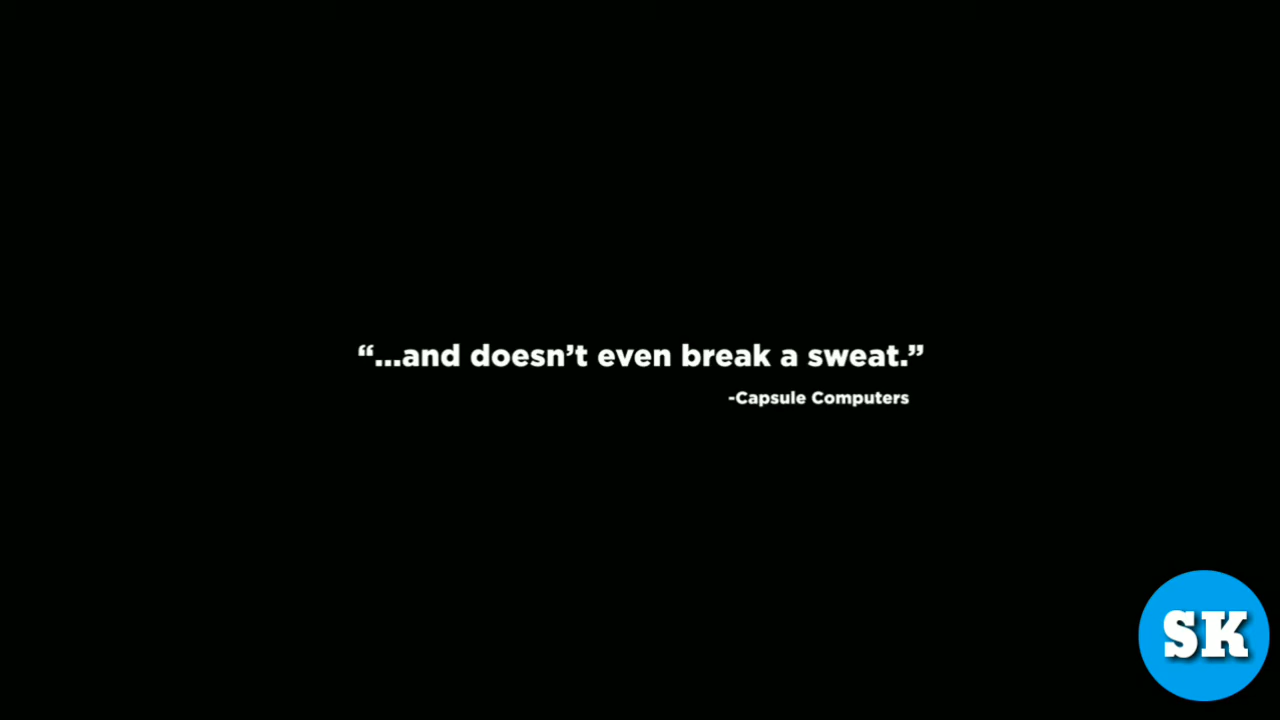 “...and doesn’t even break a sweat.”
-Capsule Computers
SK